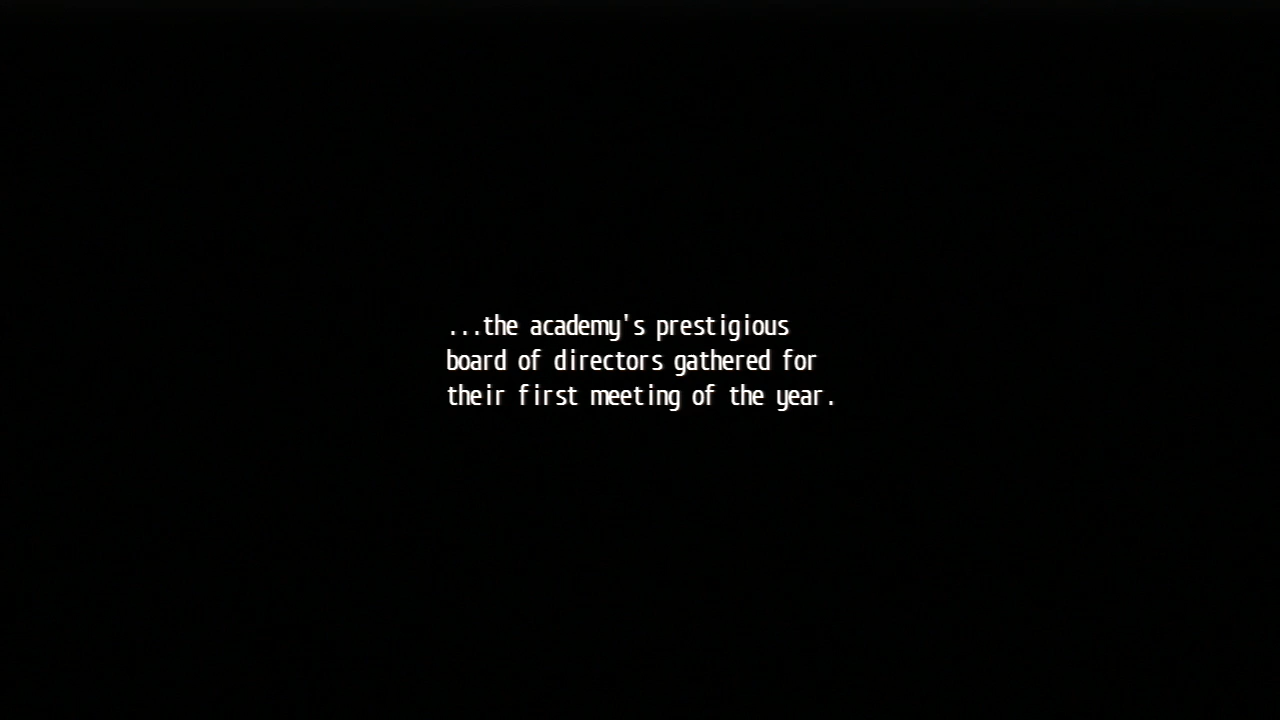 ...the academy's prestigious
board of directors gathered for
their first meeting of the year.